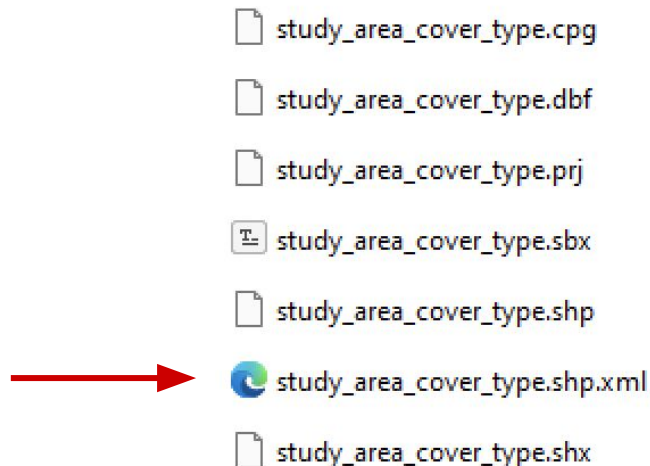 study_area_cover_type.cpg
study_area_cover_type.dbf
study_area_cover_type.prj
study_area_cover_type.sbx
study_area_cover_type.shp
study_area_cover_type.shp.xml
study_area_cover_type.shx